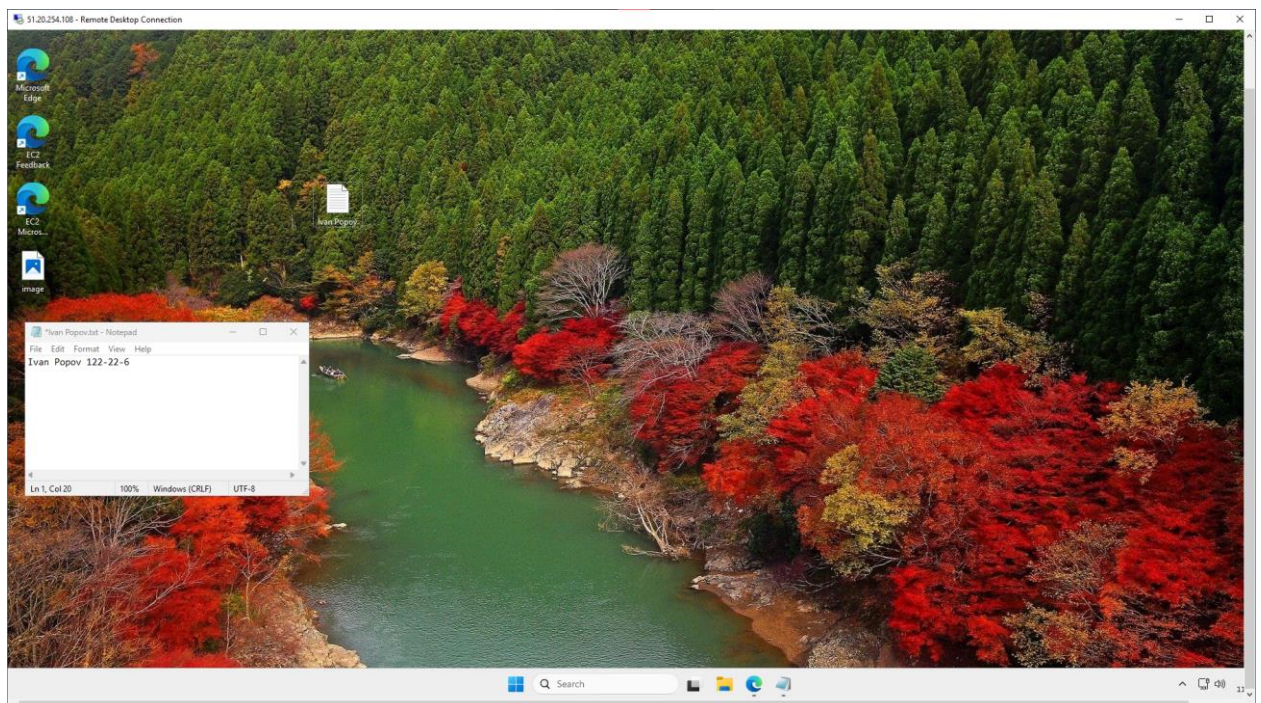 51.20.254.108 - Remote Desktop Connection
Microsoft
Edge
EC2
Feedback
EC2
Micros...
image
Ivan Popov...
*Ivan Popov.txt - Notepad
File Edit Format View Help
Ivan Popov 122-22-6
Ln 1, Col 20 100% Windows (CRLF) UTF-8
Search